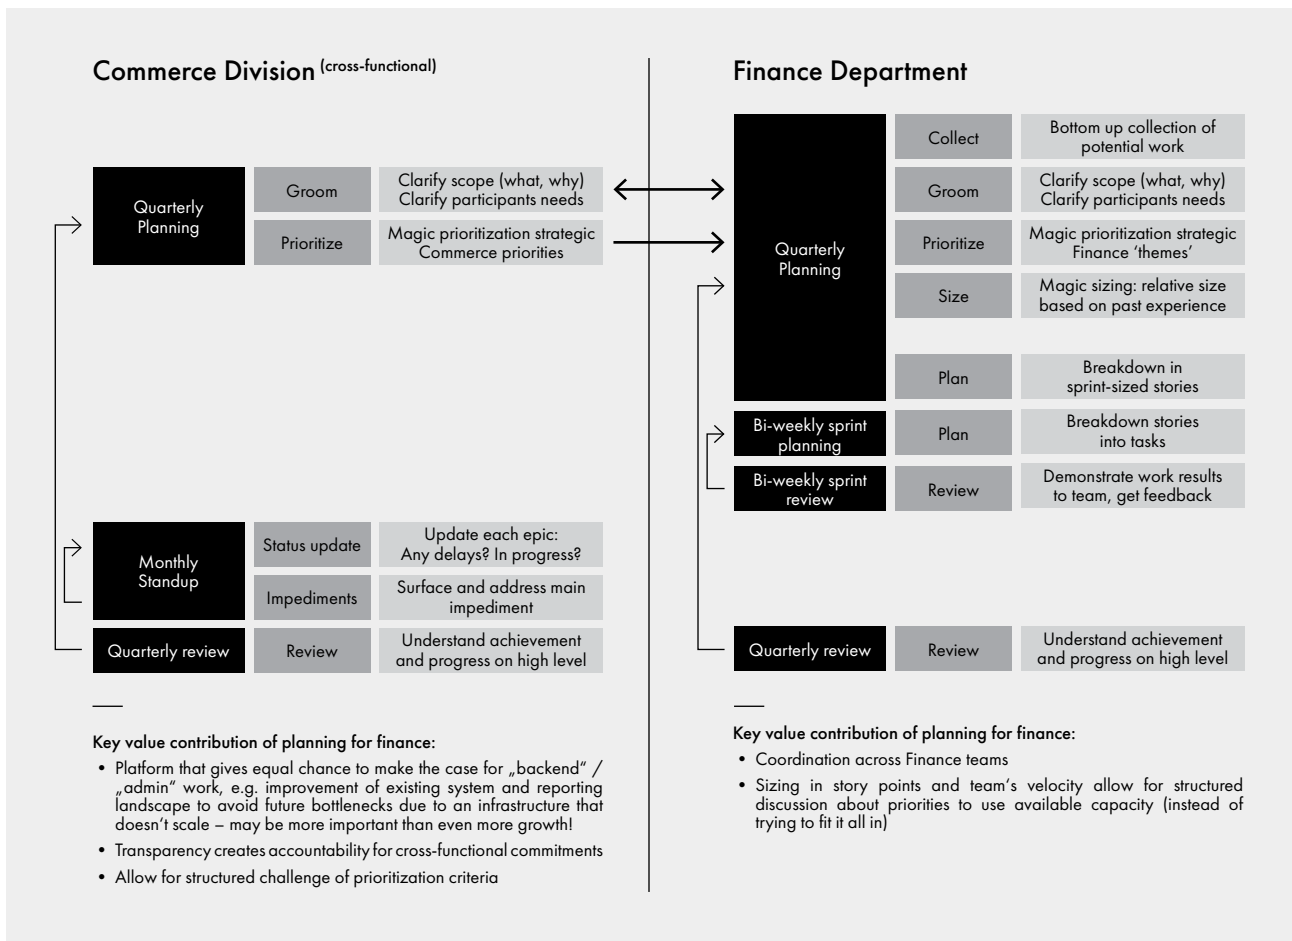 Commerce Division (cross-functional)
Quarterly
Planning
Groom
Clarify scope (what, why)
Clarify participants needs
Prioritize
Magic prioritization strategic
Commerce priorities
Monthly
Standup
Status update
Update each epic:
Any delays? In progress?
Impediments
Surface and address main
impediment
Quarterly review
Review
Understand achievement
and progress on high level
Key value contribution of planning for finance:
• Platform that gives equal chance to make the case for „backend“ /
„admin“ work, e.g. improvement of existing system and reporting
landscape to avoid future bottlenecks due to an infrastructure that
doesn‘t scale – may be more important than even more growth!
• Transparency creates accountability for cross-functional commitments
• Allow for structured challenge of prioritization criteria
Finance Department
Quarterly
Planning
Collect
Bottom up collection of
potential work
Groom
Clarify scope (what, why)
Clarify participants needs
Prioritize
Magic prioritization strategic
Finance ‘themes’
Size
Magic sizing: relative size
based on past experience
Plan
Breakdown in
sprint-sized stories
Bi-weekly sprint
planning
Plan
Breakdown stories
into tasks
Bi-weekly sprint
review
Review
Demonstrate work results
to team, get feedback
Quarterly review
Review
Understand achievement
and progress on high level
Key value contribution of planning for finance:
• Coordination across Finance teams
• Sizing in story points and team‘s velocity allow for structured
discussion about priorities to use available capacity (instead of
trying to fit it all in)